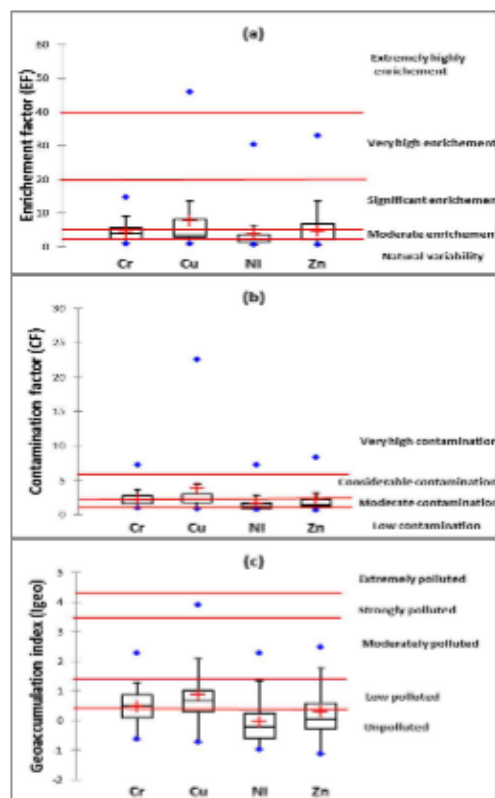 (a)
Extremely highly
enrichement
Enrichement factor (EF)
60
50
40
30
20
10
0
Very high enrichement
Significant enrichement
Moderate enrichement
Natural variability
Cr Cu NI Zn
(b)
Contamination factor (CF)
30
25
20
15
10
5
0
Very high contamination
Considerable contamination
Moderate contamination
Low contamination
Cr Cu NI Zn
(c)
Geoaccumulation index (Igeo)
5
4
3
2
1
0
-1
-2
Extremely polluted
Strongly polluted
Moderately polluted
Low polluted
Unpolluted
Cr Cu NI Zn